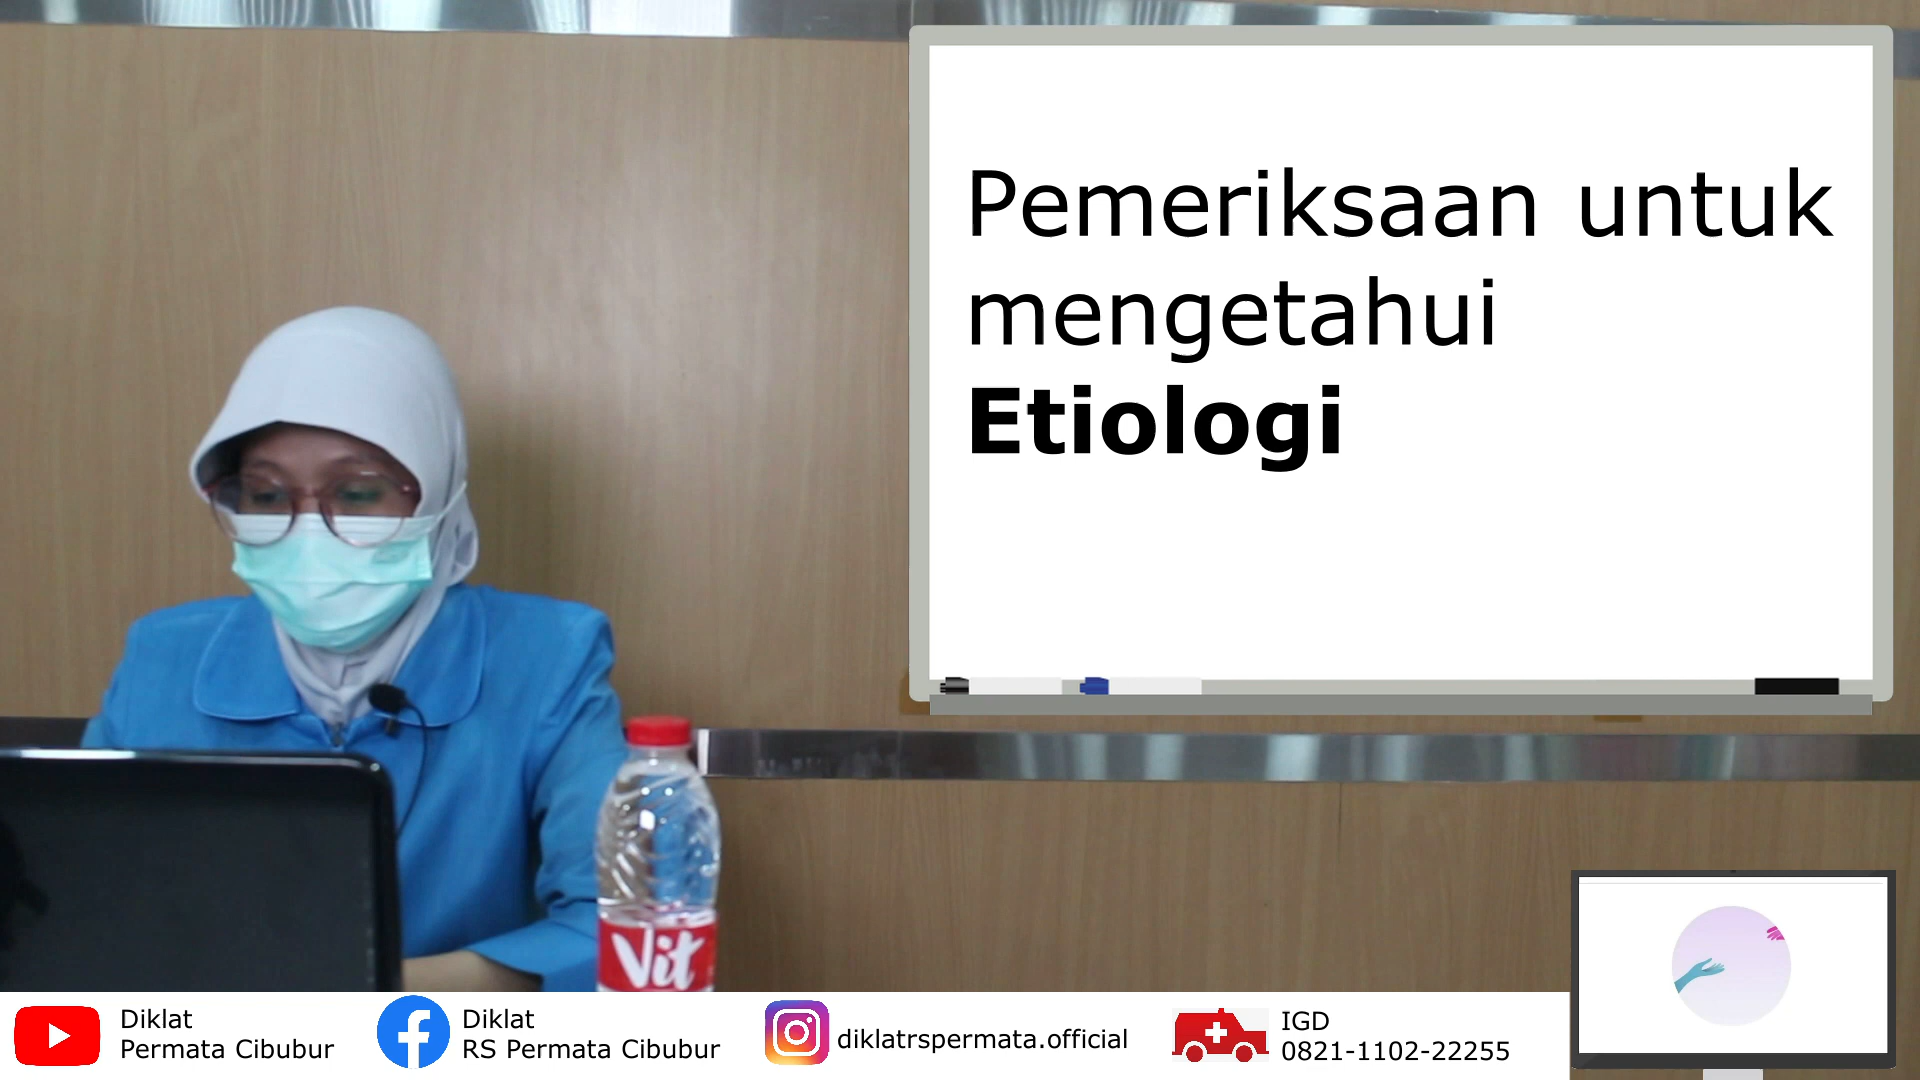 Pemeriksaan untuk
mengetahui
Etiologi
Vit
Diklat
Permata Cibubur
Diklat
RS Permata Cibubur
diklatrspermata.official
IGD
0821-1102-22255